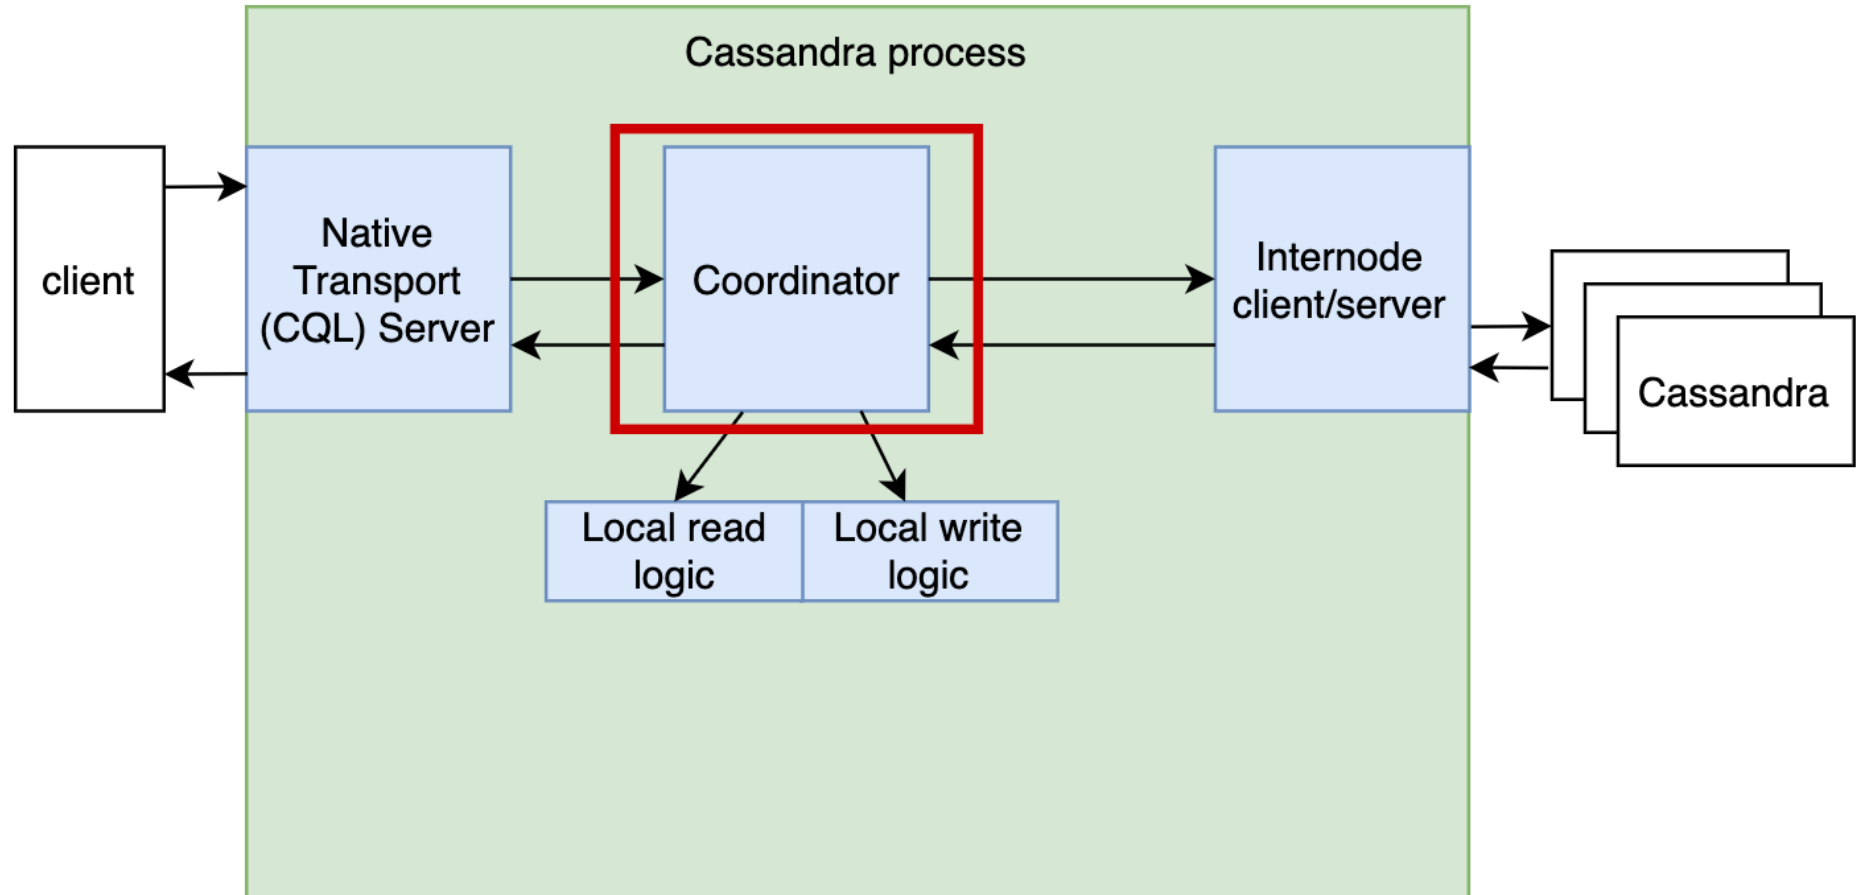 Cassandra process
client
Native
Transport
(CQL) Server
Coordinator
Internode
client/server
Cassandra
Local read
logic
Local write
logic